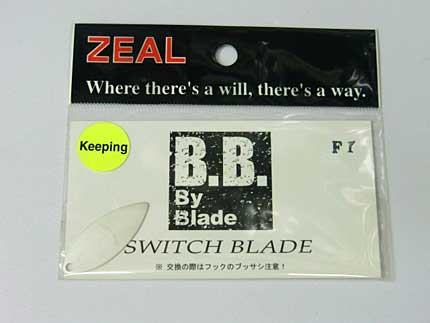 ZEAL
Where there's a will, there's a way.
Keeping
B.B.
By
Blade
F I
SWITCH BLADE
※ 交換の際はフックのブッサシ注意！